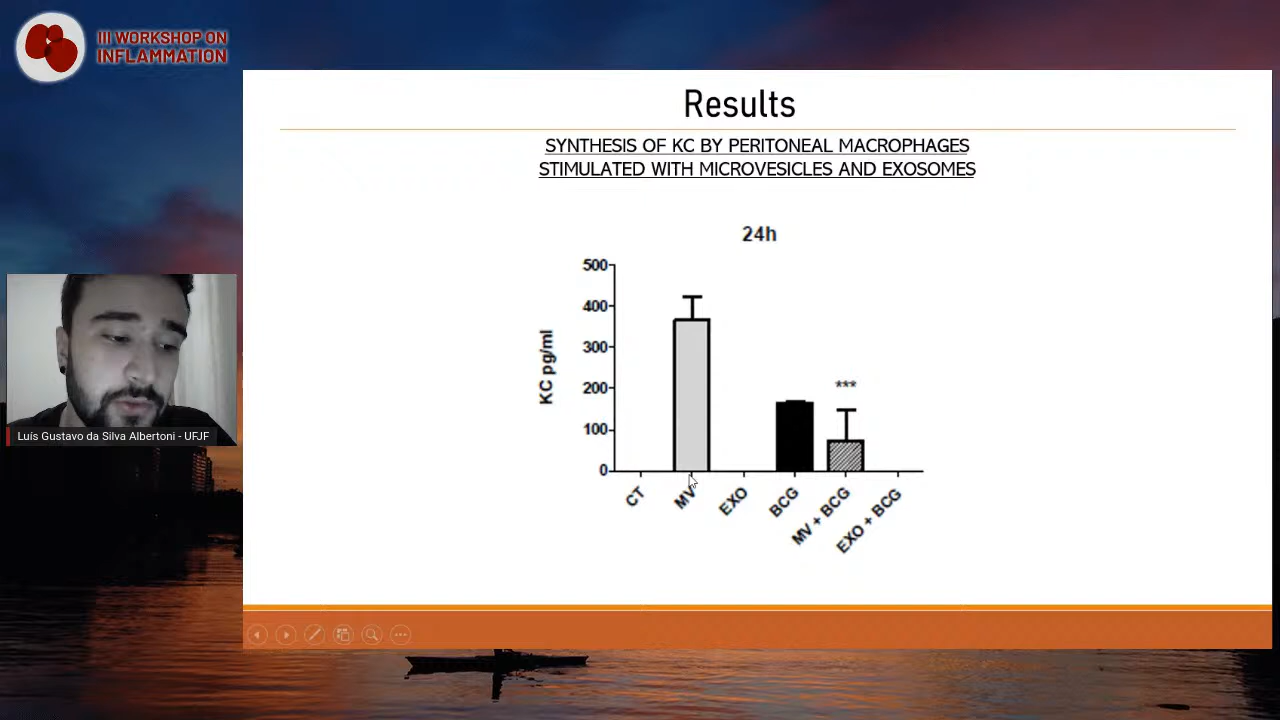 III WORKSHOP ON
INFLAMMATION
Results
SYNTHESIS OF KC BY PERITONEAL MACROPHAGES
STIMULATED WITH MICROVESICLES AND EXOSOMES
24h
500
400
300
200
100
0
KC pg/ml
***
CT
MV
EXO
BCG
MV + BCG
EXO + BCG
Luís Gustavo da Silva Albertoni - UFJF